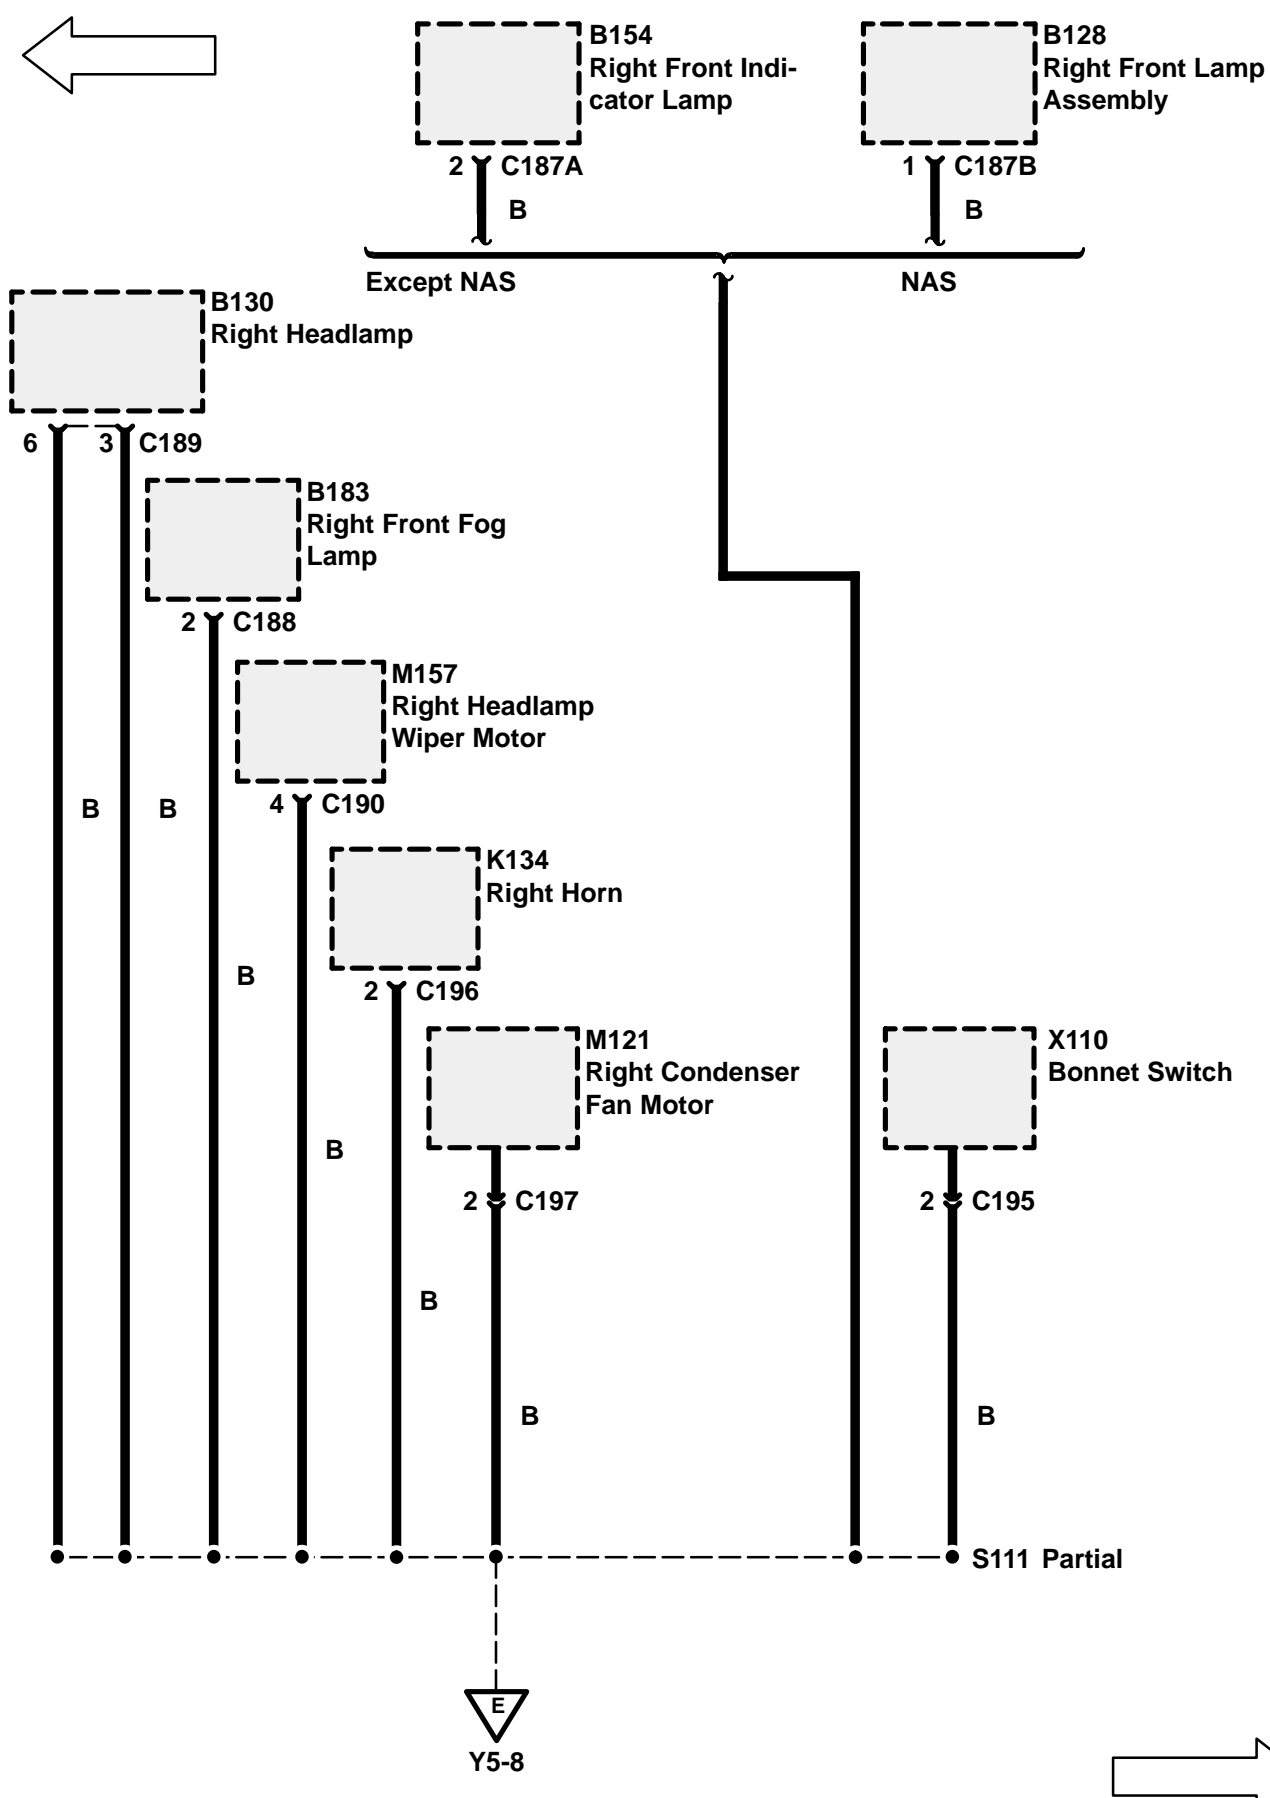 B154
Right Front Indi-
cator Lamp
B128
Right Front Lamp
Assembly
2 C187A
1 C187B
B
B
Except NAS
NAS
B130
Right Headlamp
6 3 C189
B183
Right Front Fog
Lamp
2 C188
M157
Right Headlamp
Wiper Motor
B
B
4 C190
K134
Right Horn
B
2 C196
M121
Right Condenser
Fan Motor
X110
Bonnet Switch
B
2 C197
2 C195
B
B
B
S111 Partial
E
Y5-8